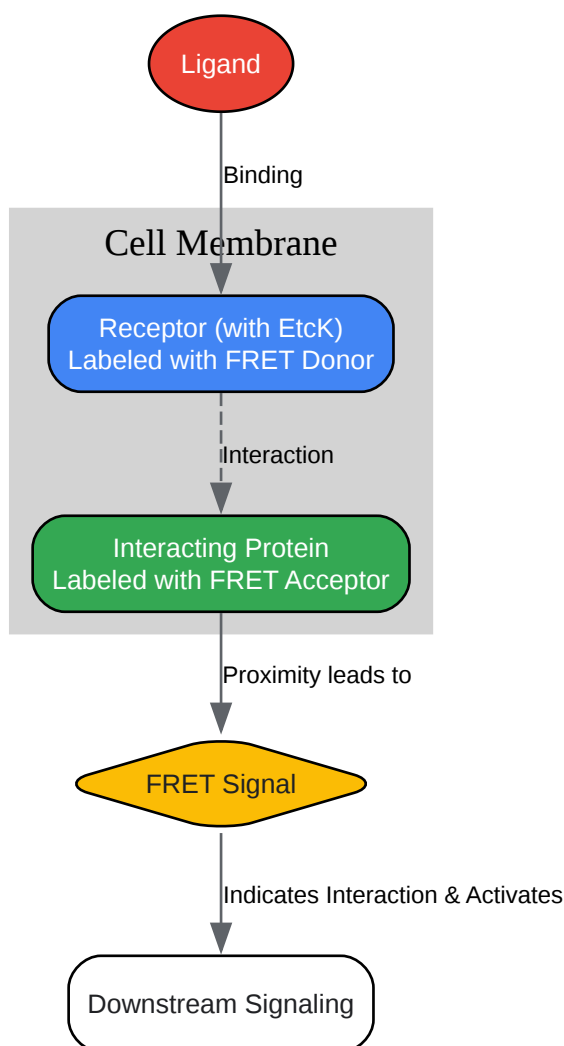 Ligand
Binding
Cell Membrane
Receptor (with EtcK)
Labeled with FRET Donor
Interaction
Interacting Protein
Labeled with FRET Acceptor
Proximity leads to
FRET Signal
Indicates Interaction & Activates
Downstream Signaling